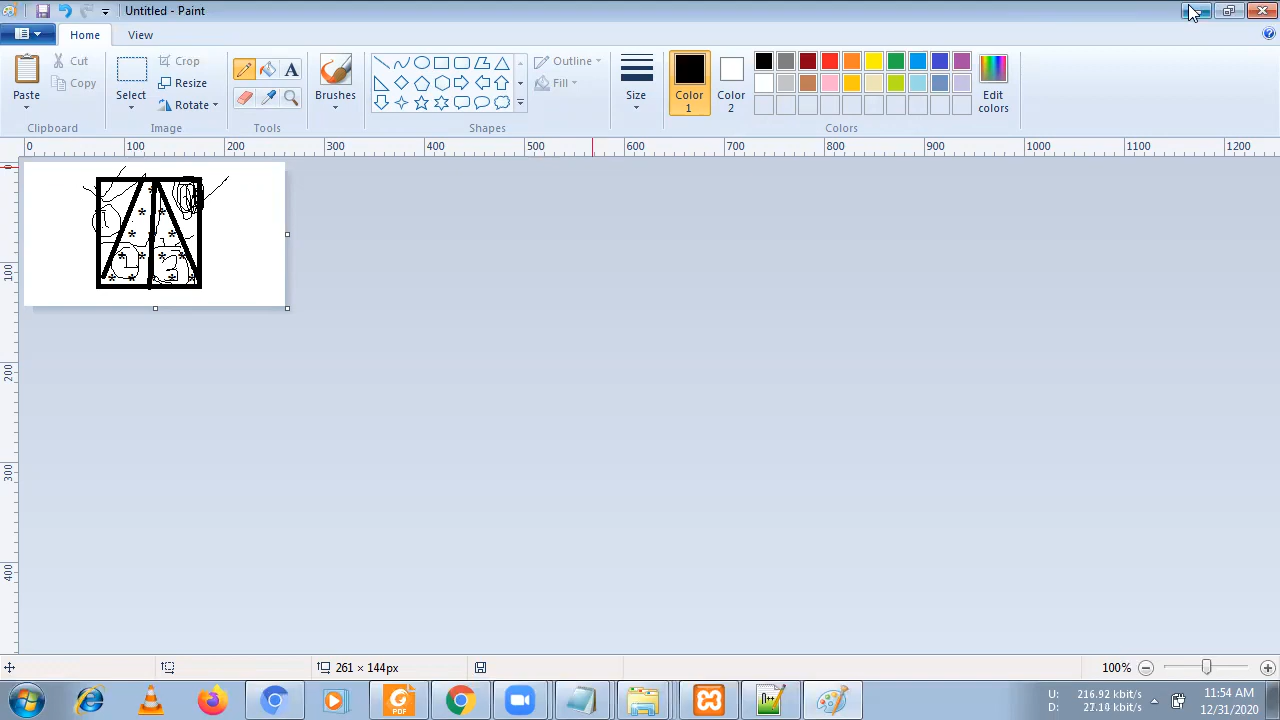 Untitled - Paint
Home View
Paste Cut Copy Select Crop Resize Rotate Brushes Outline Fill Size Color 1 Color 2 Edit colors
Clipboard Image Tools Shapes Colors
0 100 200 300 400 500 600 700 800 900 1000 1100 1200
100
200
300
400
261 × 144px 100%
U: 216.92 kbit/s 11:54 AM
D: 27.18 kbit/s 12/31/2020